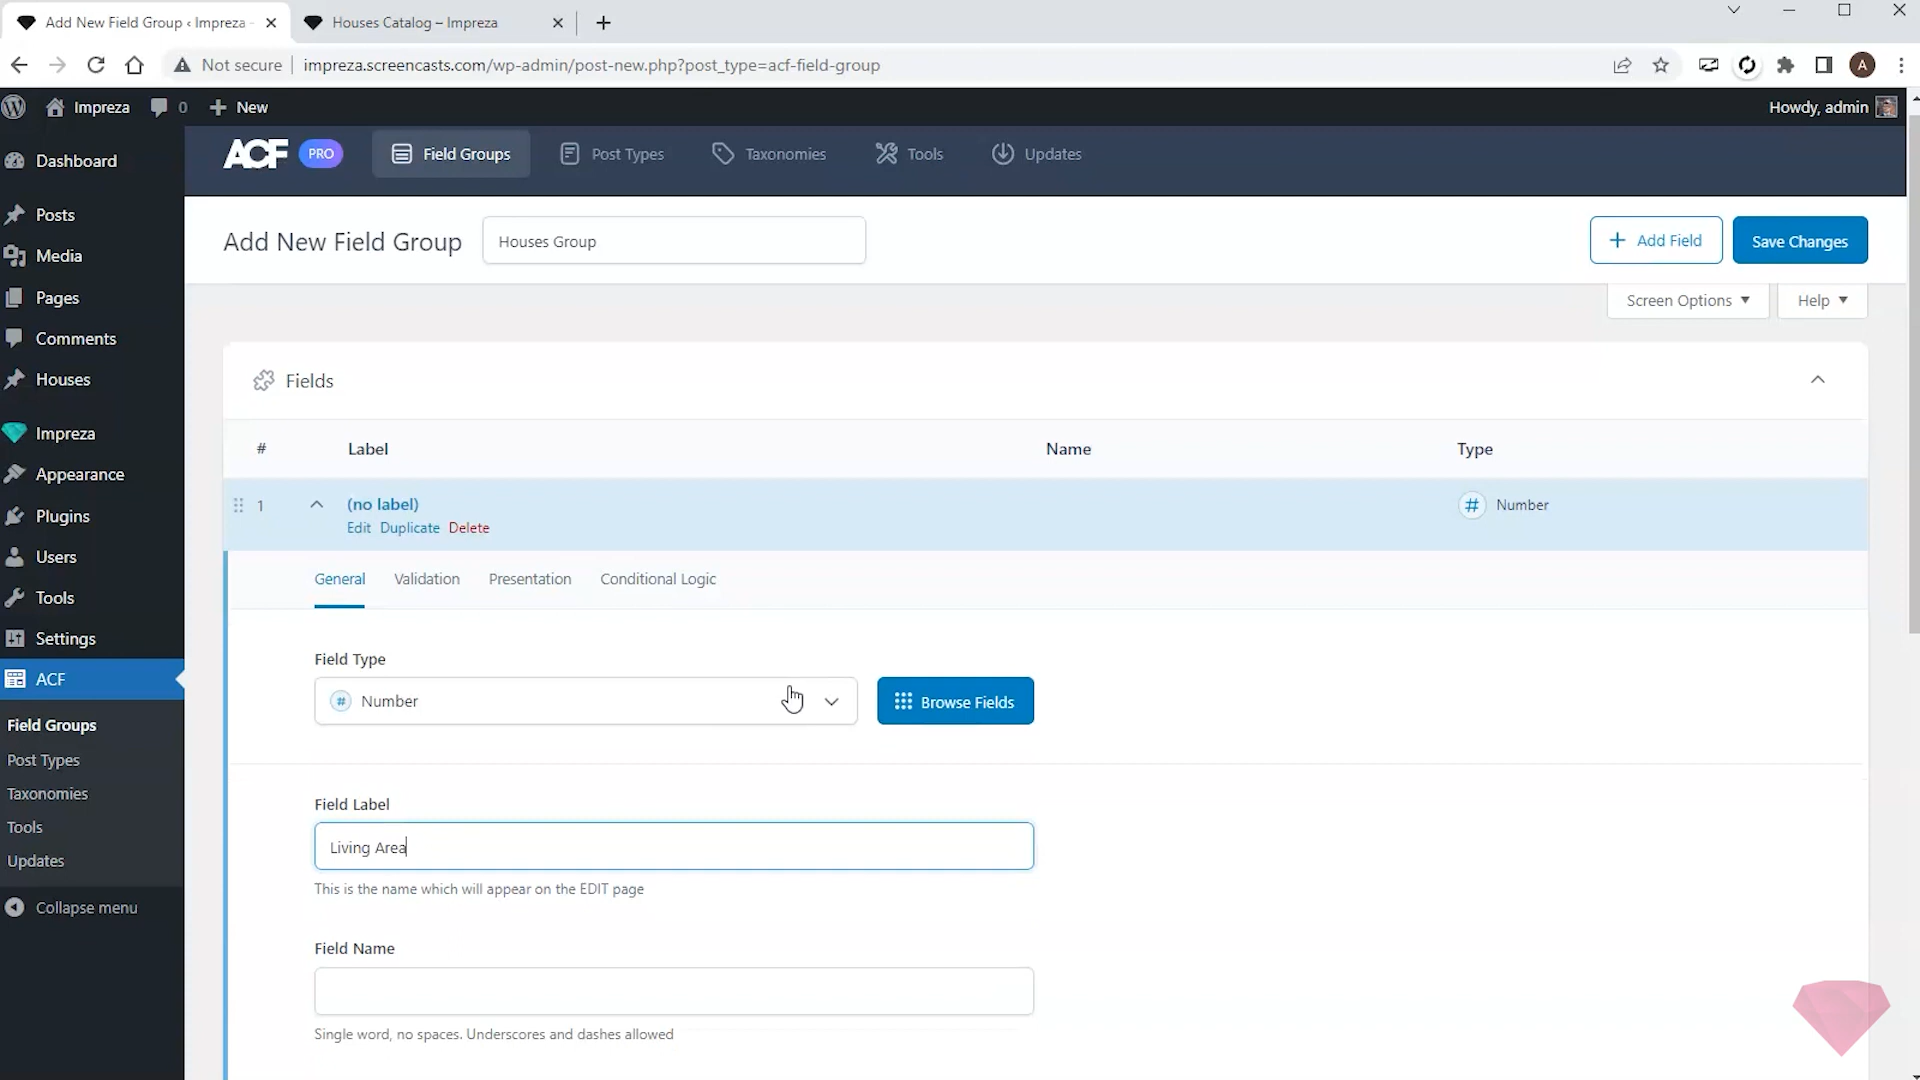 Add New Field Group ‹ Impreza -
Houses Catalog – Impreza
Not secure
impreza.screencasts.com/wp-admin/post-new.php?post_type=acf-field-group
A
Impreza
0
New
Howdy, admin
Dashboard
Posts
Media
Pages
Comments
Houses
Impreza
Appearance
Plugins
Users
Tools
Settings
ACF
Field Groups
Post Types
Taxonomies
Tools
Updates
Collapse menu
ACF PRO
Field Groups
Post Types
Taxonomies
Tools
Updates
Add New Field Group
Houses Group
+ Add Field
Save Changes
Screen Options
Help
Fields
# Label Name Type
1 (no label) # Number
Edit Duplicate Delete
General Validation Presentation Conditional Logic
Field Type
# Number
Browse Fields
Field Label
Living Area
This is the name which will appear on the EDIT page
Field Name
Single word, no spaces. Underscores and dashes allowed